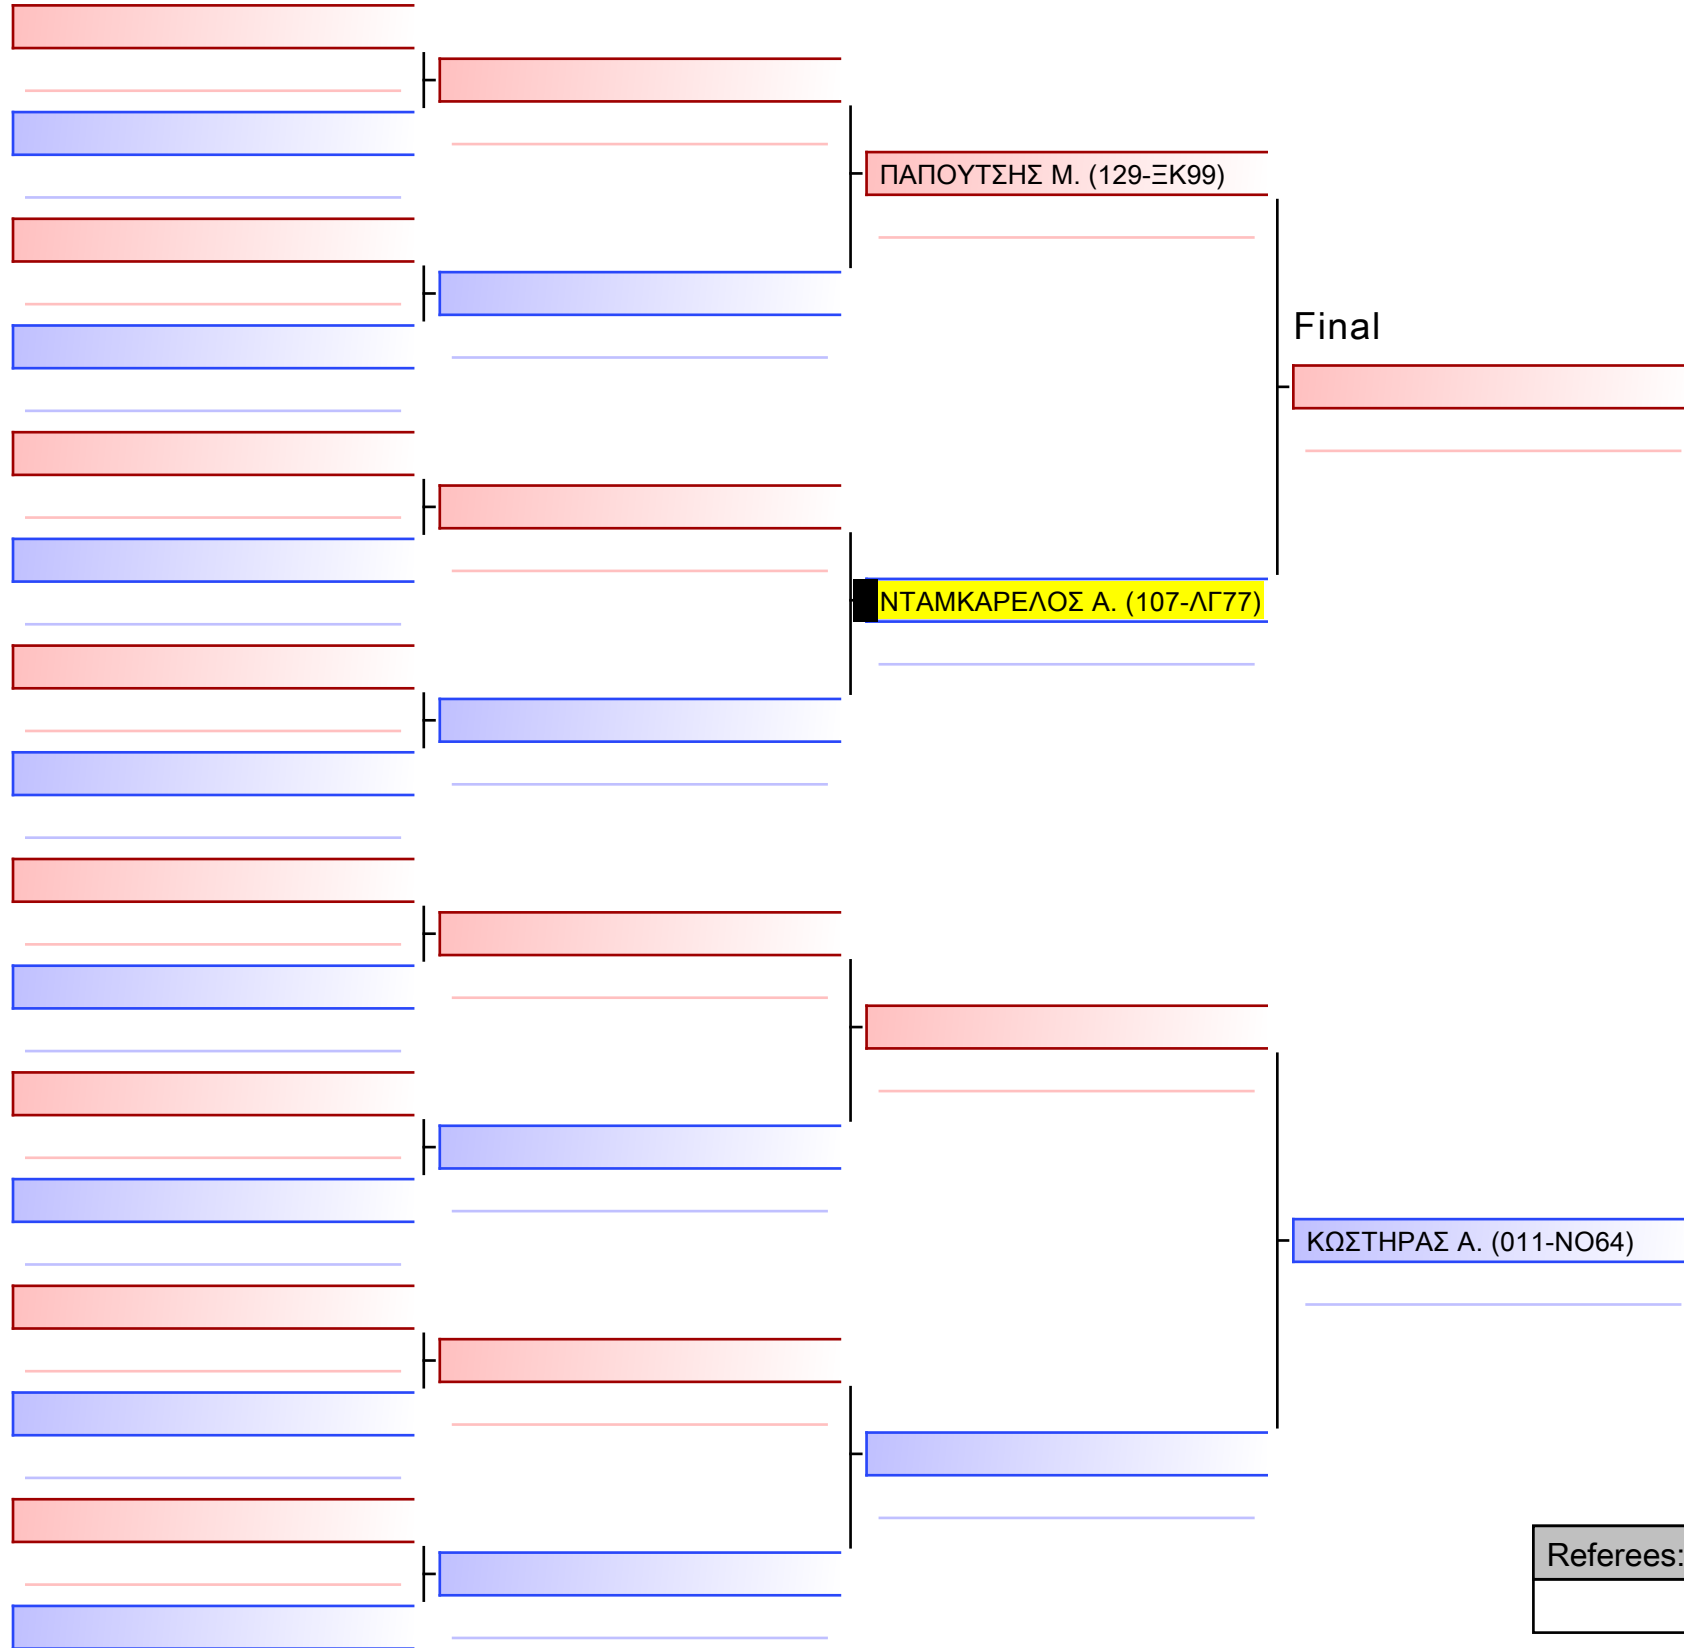 ΠΑΠΟΥΤΣΗΣ Μ. (129-ΞΚ99)
Final
ΝΤΑΜΚΑΡΕΛΟΣ Α. (107-ΛΓ77)
ΚΩΣΤΗΡΑΣ Α. (011-ΝΟ64)
Referees: